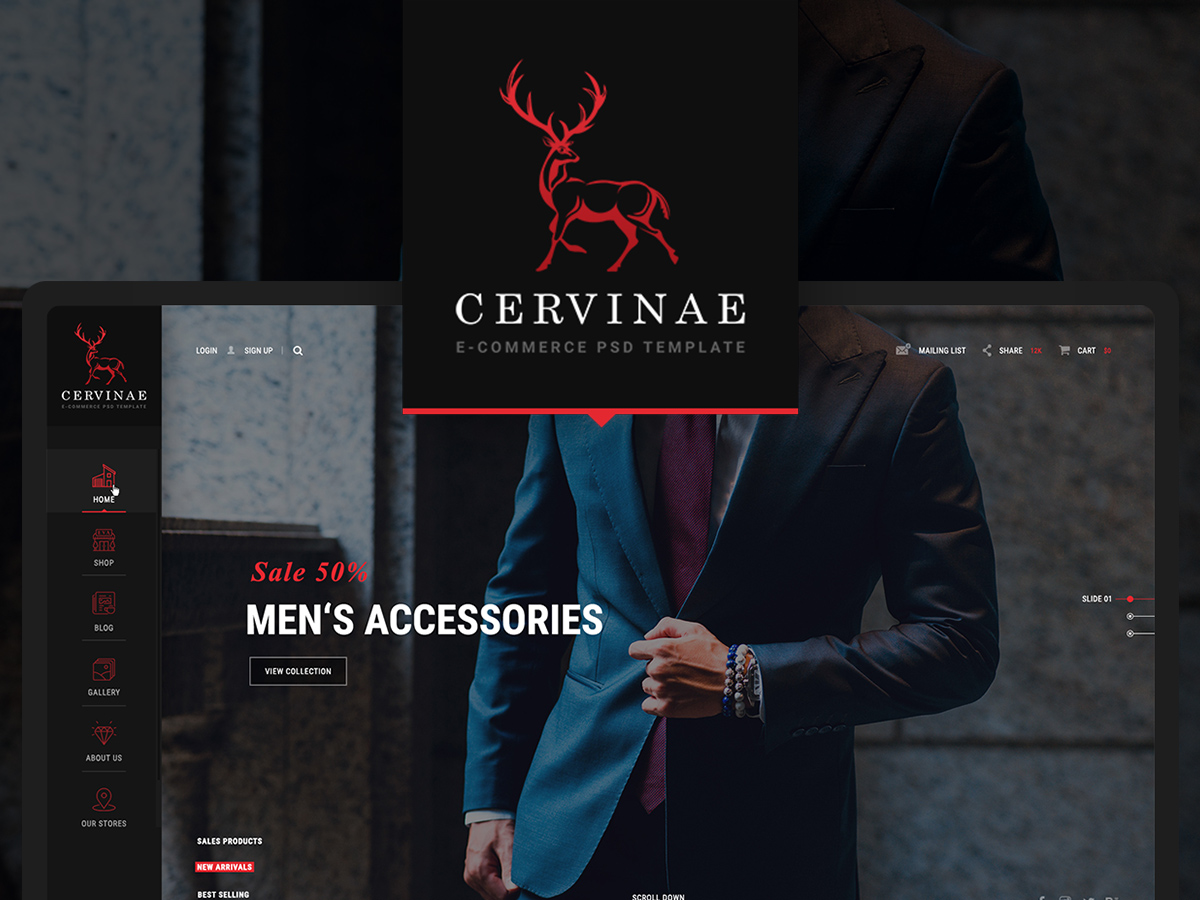 CERVINAE
E-COMMERCE PSD TEMPLATE
CERVINAE
E-COMMERCE PSD TEMPLATE
LOGIN SIGN UP |
MAILING LIST SHARE 12K CART $0
HOME
SHOP
BLOG
GALLERY
ABOUT US
OUR STORES
Sale 50%
MEN‘S ACCESSORIES
VIEW COLLECTION
SLIDE 01
SALES PRODUCTS
NEW ARRIVALS
BEST SELLING
SCROLL DOWN